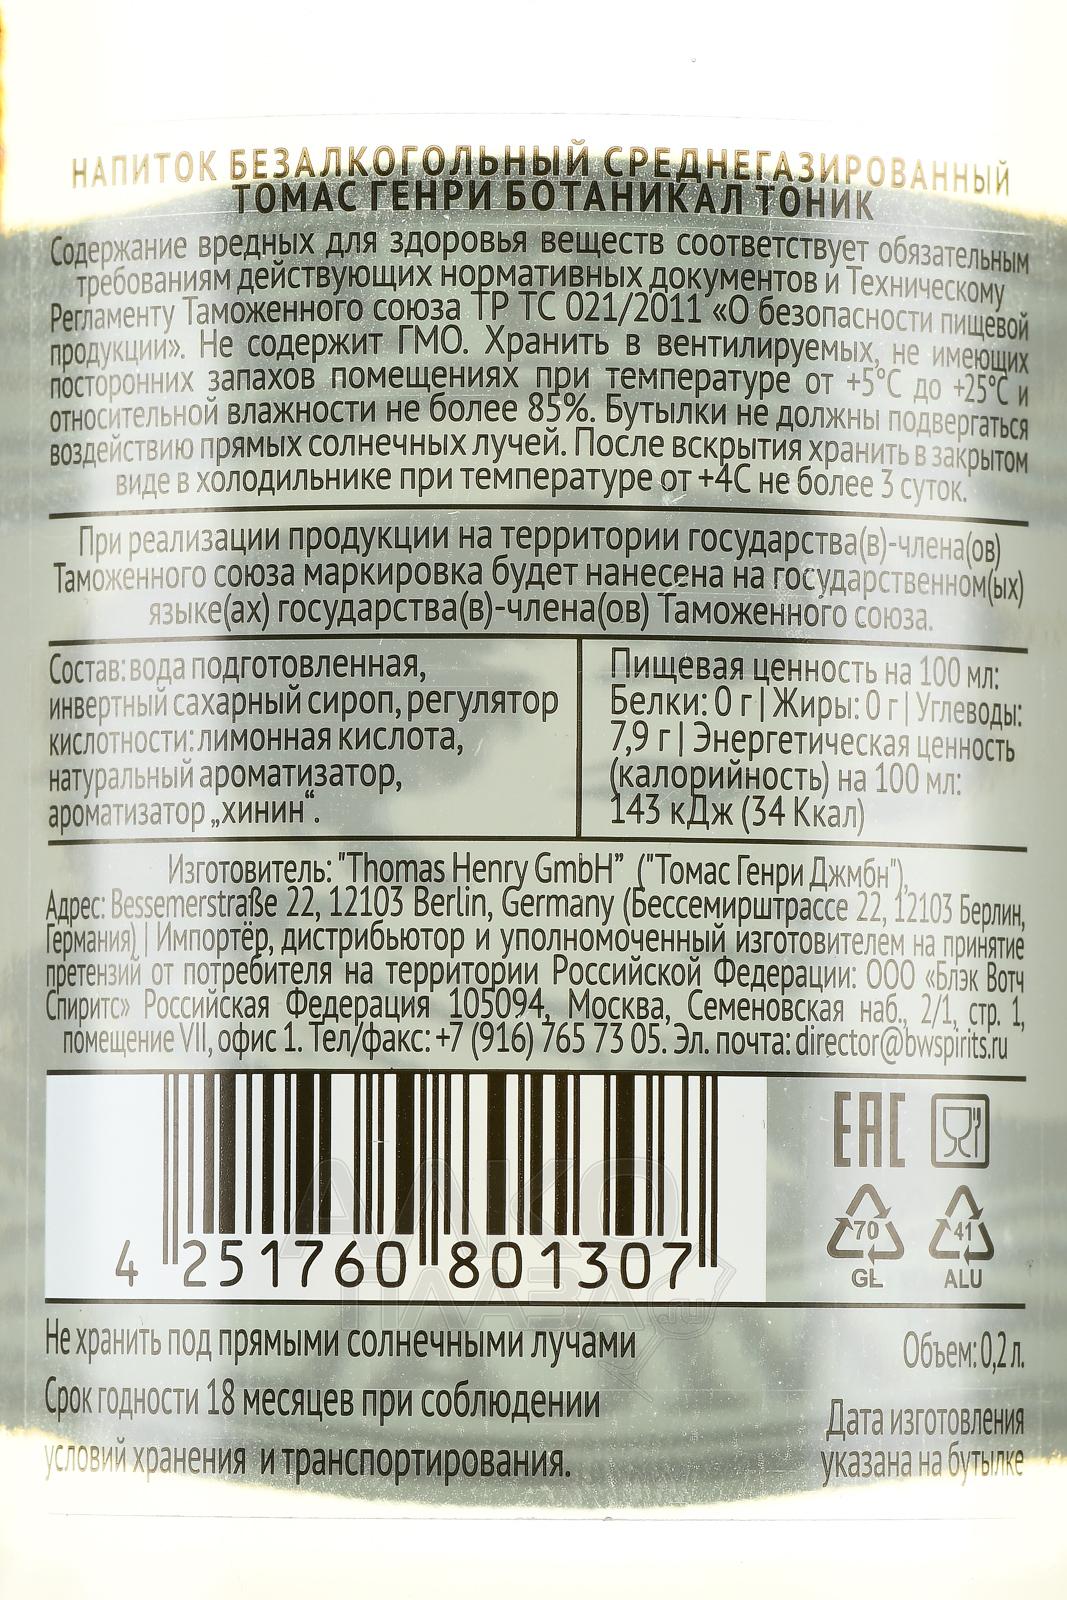 НАПИТОК БЕЗАЛКОГОЛЬНЫЙ СРЕДНЕГАЗИРОВАННЫЙ
ТОМАС ГЕНРИ БОТАНИКАЛ ТОНИК
Содержание вредных для здоровья веществ соответствует обязательным
требованиям действующих нормативных документов и Техническому
Регламенту Таможенного союза ТР ТС 021/2011 «О безопасности пищевой
продукции». Не содержит ГМО. Хранить в вентилируемых, не имеющих
посторонних запахов помещениях при температуре от +5°С до +25°С и
относительной влажности не более 85%. Бутылки не должны подвергаться
воздействию прямых солнечных лучей. После вскрытия хранить в закрытом
виде в холодильнике при температуре от +4С не более 3 суток.
При реализации продукции на территории государства(в)-члена(ов)
Таможенного союза маркировка будет нанесена на государственном(ых)
языке(ах) государства(в)-члена(ов) Таможенного союза.
Состав: вода подготовленная,
инвертный сахарный сироп, регулятор
кислотности: лимонная кислота,
натуральный ароматизатор,
ароматизатор „хинин“.
Пищевая ценность на 100 мл:
Белки: 0 г | Жиры: 0 г | Углеводы:
7,9 г | Энергетическая ценность
(калорийность) на 100 мл:
143 кДж (34 Ккал)
Изготовитель: "Thomas Henry GmbH” ("Томас Генри Джмбн"),
Адрес: Bessemerstraße 22, 12103 Berlin, Germany (Бессемирштрассе 22, 12103 Берлин,
Германия) | Импортёр, дистрибьютор и уполномоченный изготовителем на принятие
претензий от потребителя на территории Российской Федерации: ООО «Блэк Вотч
Спиритс» Российская Федерация 105094, Москва, Семеновская наб., 2/1, стр. 1,
помещение VII, офис 1. Тел/факс: +7 (916) 765 73 05. Эл. почта: director@bwspirits.ru
EAC
70
GL
41
ALU
4 251760 801307
АЛКО
ПЛАЗА.ru
Не хранить под прямыми солнечными лучами
Срок годности 18 месяцев при соблюдении
условий хранения и транспортирования.
Объем: 0,2 л.
Дата изготовления
указана на бутылке